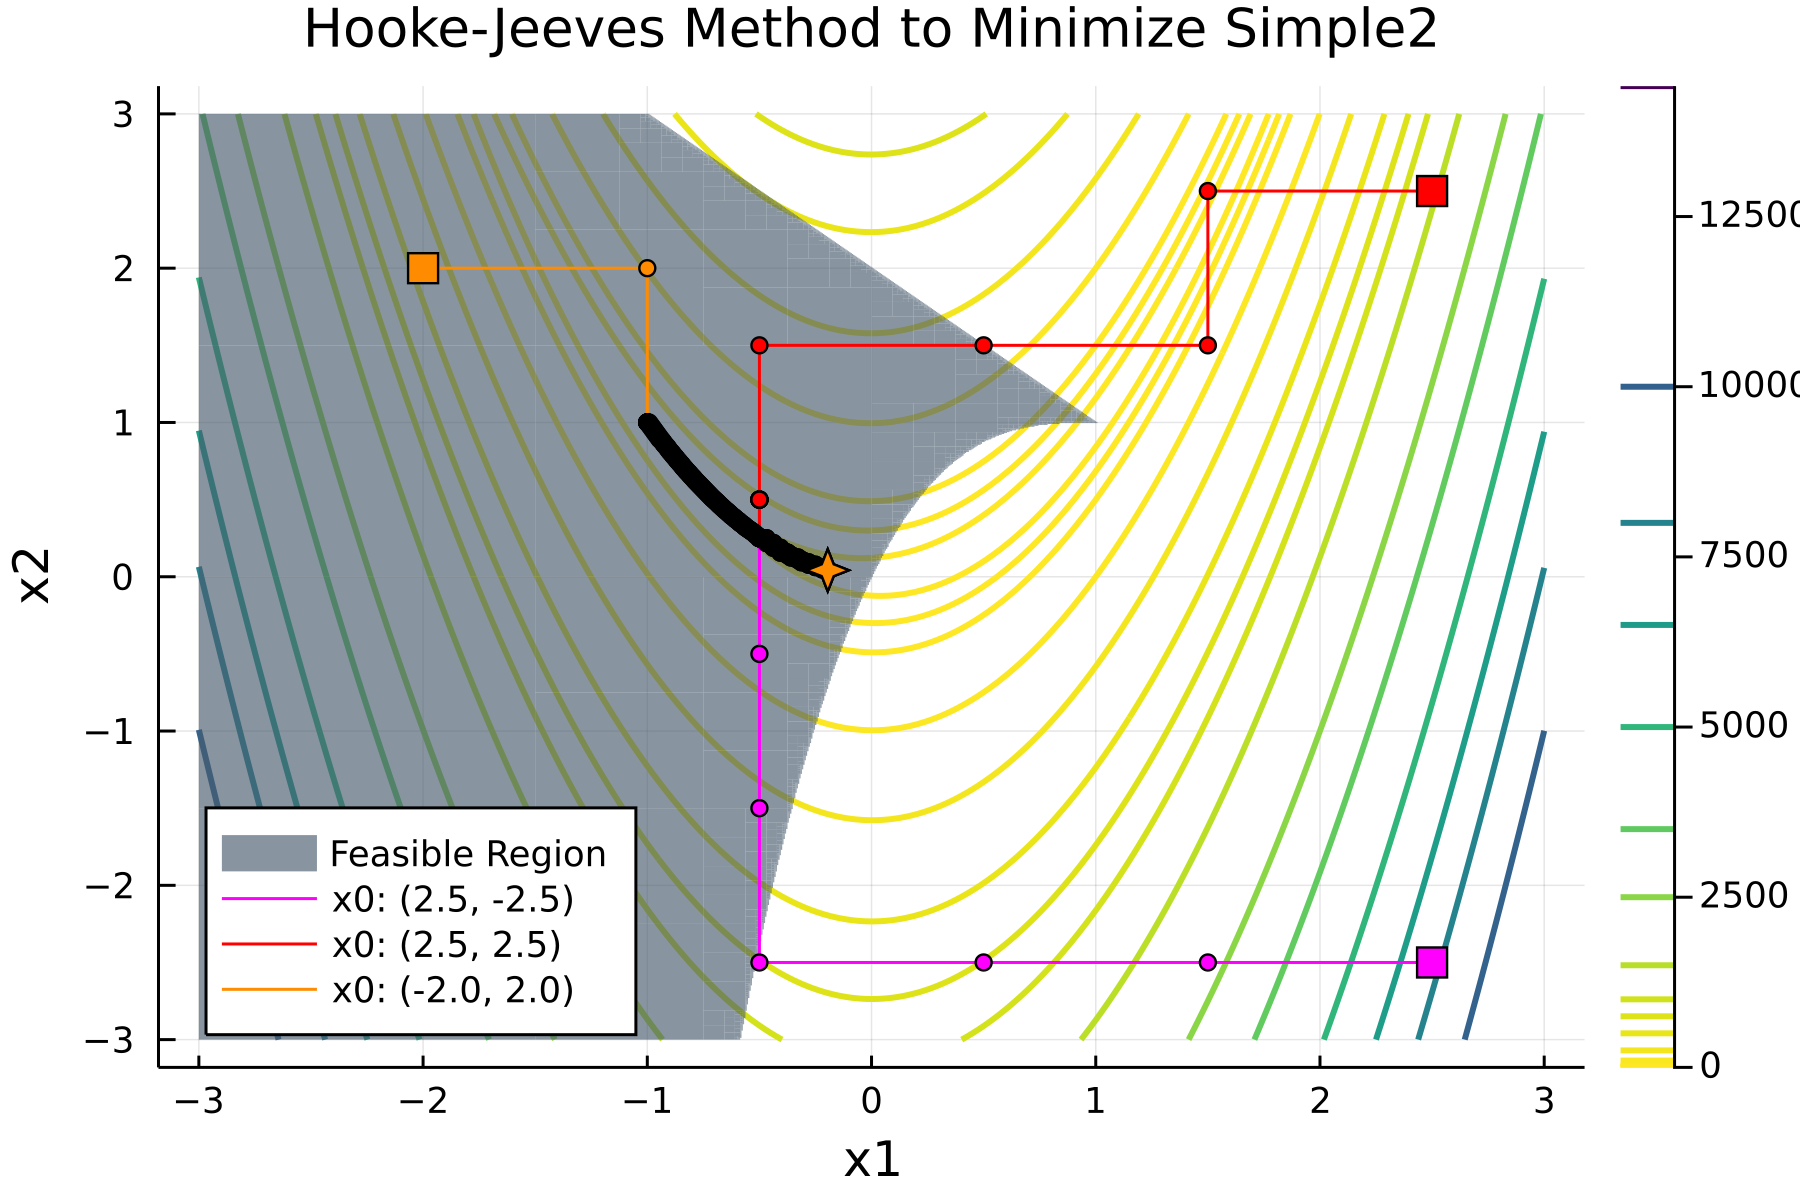 Hooke-Jeeves Method to Minimize Simple2
3
2
1
0
−1
−2
−3
x2
−3
−2
−1
0
1
2
3
x1
Feasible Region
x0: (2.5, -2.5)
x0: (2.5, 2.5)
x0: (-2.0, 2.0)
12500
10000
7500
5000
2500
0